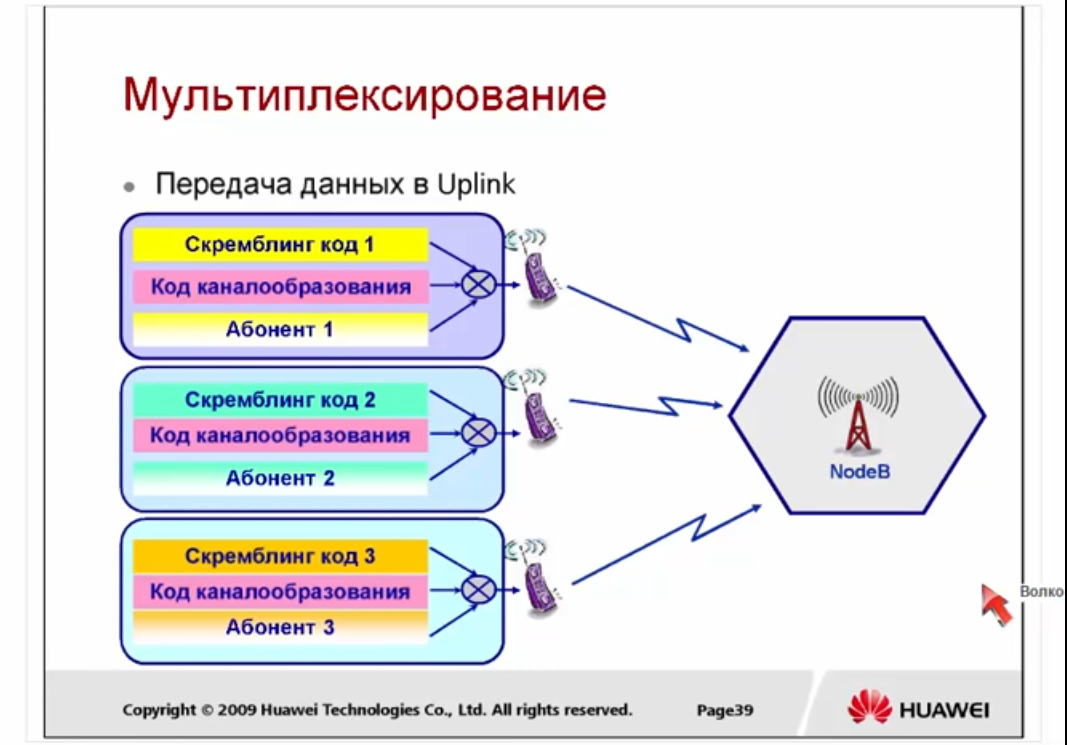 Мультиплексирование
Передача данных в Uplink
Скремблинг код 1
Код каналообразования
Абонент 1
Скремблинг код 2
Код каналообразования
Абонент 2
Скремблинг код 3
Код каналообразования
Абонент 3
NodeB
Волко
Copyright © 2009 Huawei Technologies Co., Ltd. All rights reserved.
Page39
HUAWEI